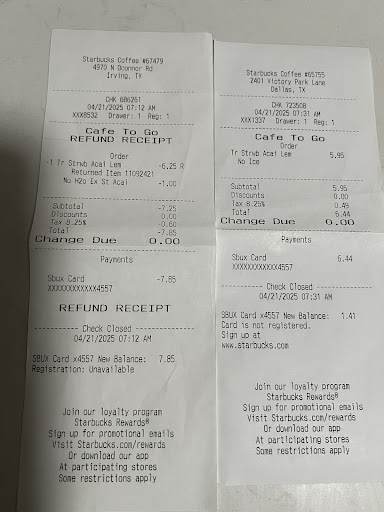 Starbucks Coffee #67479
4970 N Oconnor Rd
Irving, TX
CHK 686261
04/21/2025 07:12 AM
XXX8532 Drawer: 1 Reg: 1
Cafe To Go
REFUND RECEIPT
Order
-1 Tr Strwb Acai Lem -6.25 R
Returned Item 11092421
No H2o Ex St Acai -1.00
Subtotal -7.25
Discounts 0.00
Tax 8.25% -0.60
Total -7.85
Change Due 0.00
Payments
Sbux Card -7.85
XXXXXXXXXXXX4557
REFUND RECEIPT
---------- Check Closed ----------
04/21/2025 07:12 AM
SBUX Card x4557 New Balance: 7.85
Registration: Unavailable
Join our loyalty program
Starbucks Rewards®
Sign up for promotional emails
Visit Starbucks.com/rewards
Or download our app
At participating stores
Some restrictions apply
Starbucks Coffee #65755
2401 Victory Park Lane
Dallas, TX
CHK 723508
04/21/2025 07:31 AM
XXX1337 Drawer: 1 Reg: 1
Cafe To Go
Order
Tr Strwb Acai Lem 5.95
No Ice
Subtotal 5.95
Discounts 0.00
Tax 8.25% 0.49
Total 6.44
Change Due 0.00
Payments
Sbux Card 6.44
XXXXXXXXXXXX4557
-------- Check Closed --------
04/21/2025 07:31 AM
SBUX Card x4557 New Balance: 1.41
Card is not registered.
Sign up at
www.starbucks.com
Join our loyalty program
Starbucks Rewards®
Sign up for promotional emails
Visit Starbucks.com/rewards
Or download our app
At participating stores
Some restrictions apply